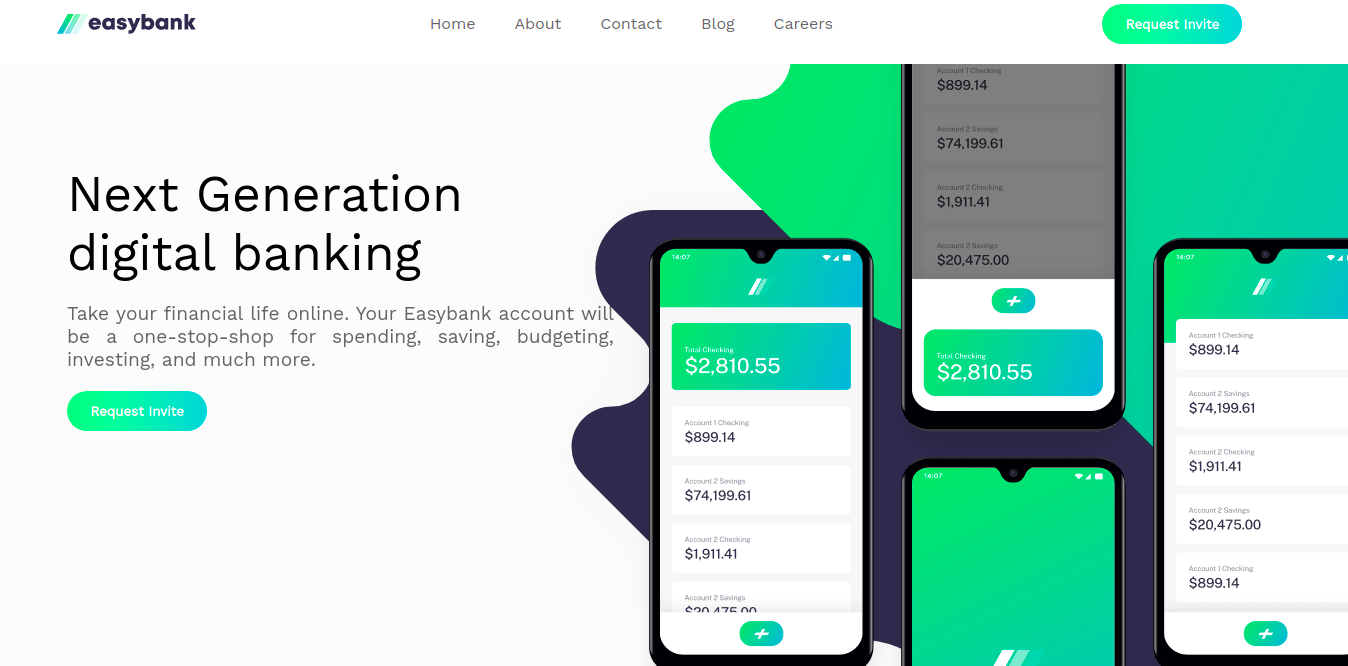 easybank
Home
About
Contact
Blog
Careers
Request Invite
Next Generation
digital banking
Take your financial life online. Your Easybank account will
be a one-stop-shop for spending, saving, budgeting,
investing, and much more.
Request Invite
14:07
Total Checking
$2,810.55
Account 1 Checking
$899.14
Account 2 Savings
$74,199.61
Account 2 Checking
$1,911.41
Account 2 Savings
$20,475.00
Account 1 Checking
$899.14
Account 2 Savings
$74,199.61
Account 2 Checking
$1,911.41
Account 2 Savings
$20,475.00
Total Checking
$2,810.55
14:07
14:07
Account 1 Checking
$899.14
Account 2 Savings
$74,199.61
Account 2 Checking
$1,911.41
Account 2 Savings
$20,475.00
Account 1 Checking
$899.14